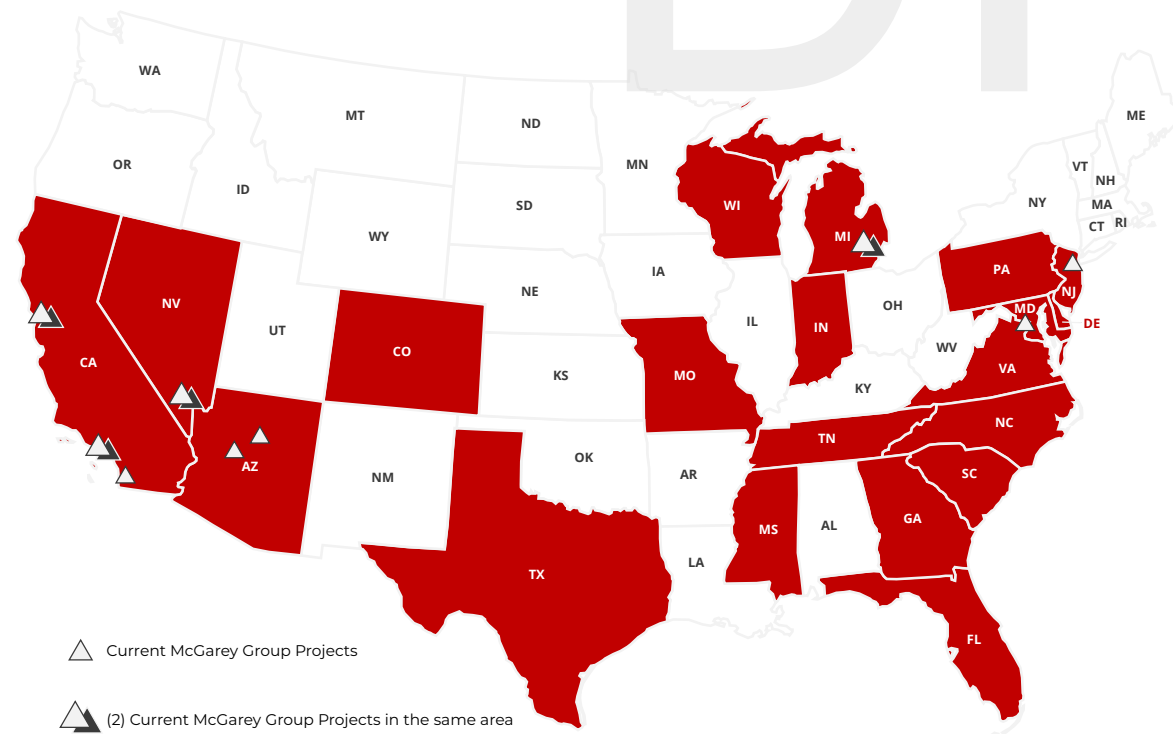 DI
WA
MT
ND
MN
ME
OR
ID
SD
WI
VT
NH
NY
MA
CT
RI
WY
MI
IA
PA
NV
NE
OH
NJ
UT
IL
IN
MD
DE
CA
CO
KS
MO
WV
VA
KY
AZ
NM
OK
AR
TN
NC
SC
MS
AL
GA
TX
LA
FL
Current McGarey Group Projects
(2) Current McGarey Group Projects in the same area